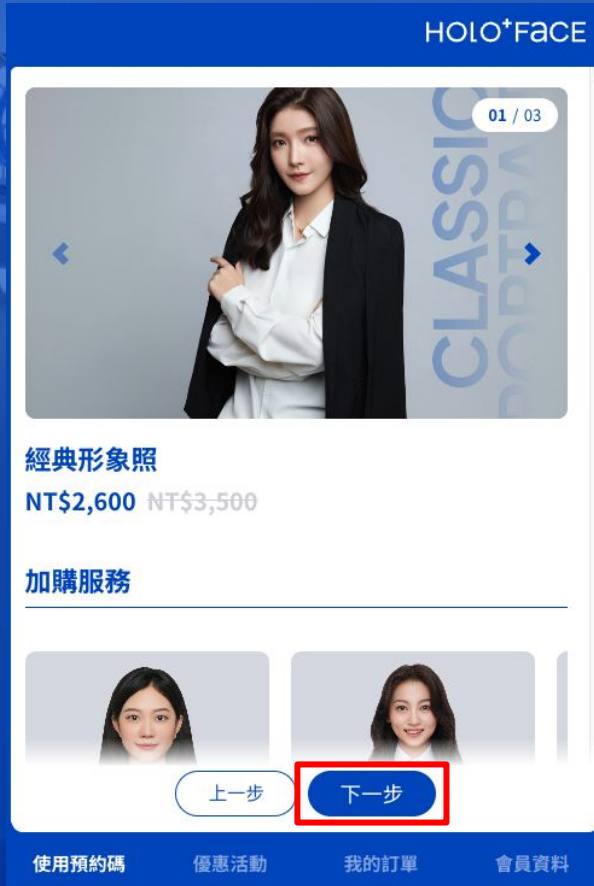 HOLO⁺FACE
01 / 03
CLASSIC
PORTRA
經典形象照
NT$2,600 NT$3,500
加購服務
上一步 下一步
使用預約碼 優惠活動 我的訂單 會員資料